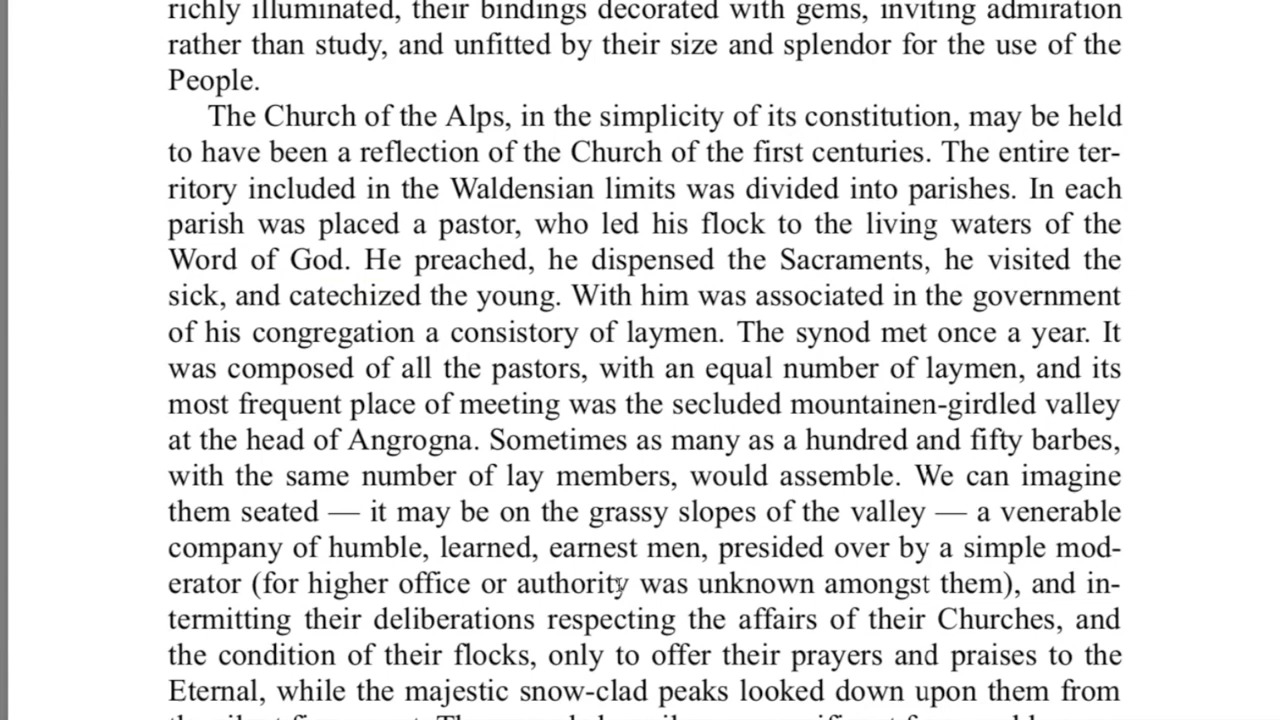 richly illuminated, their bindings decorated with gems, inviting admiration
rather than study, and unfitted by their size and splendor for the use of the
People.
The Church of the Alps, in the simplicity of its constitution, may be held
to have been a reflection of the Church of the first centuries. The entire ter-
ritory included in the Waldensian limits was divided into parishes. In each
parish was placed a pastor, who led his flock to the living waters of the
Word of God. He preached, he dispensed the Sacraments, he visited the
sick, and catechized the young. With him was associated in the government
of his congregation a consistory of laymen. The synod met once a year. It
was composed of all the pastors, with an equal number of laymen, and its
most frequent place of meeting was the secluded mountainen-girdled valley
at the head of Angrogna. Sometimes as many as a hundred and fifty barbes,
with the same number of lay members, would assemble. We can imagine
them seated — it may be on the grassy slopes of the valley — a venerable
company of humble, learned, earnest men, presided over by a simple mod-
erator (for higher office or authority was unknown amongst them), and in-
termitting their deliberations respecting the affairs of their Churches, and
the condition of their flocks, only to offer their prayers and praises to the
Eternal, while the majestic snow-clad peaks looked down upon them from